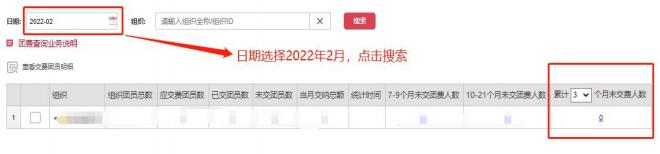 日期: 2022-02 组织: 请输入组织全称/组织ID × 搜索
团费查询业务说明
日期选择2022年2月，点击搜索
查看交费团员明细
组织 组织团员总数 应交费团员数 已交团员数 未交团员数 当月交纳总额 统计时间 7-9个月未交团费人数 10-21个月未交团费人数 累计 3 个月未交费人数
1 0